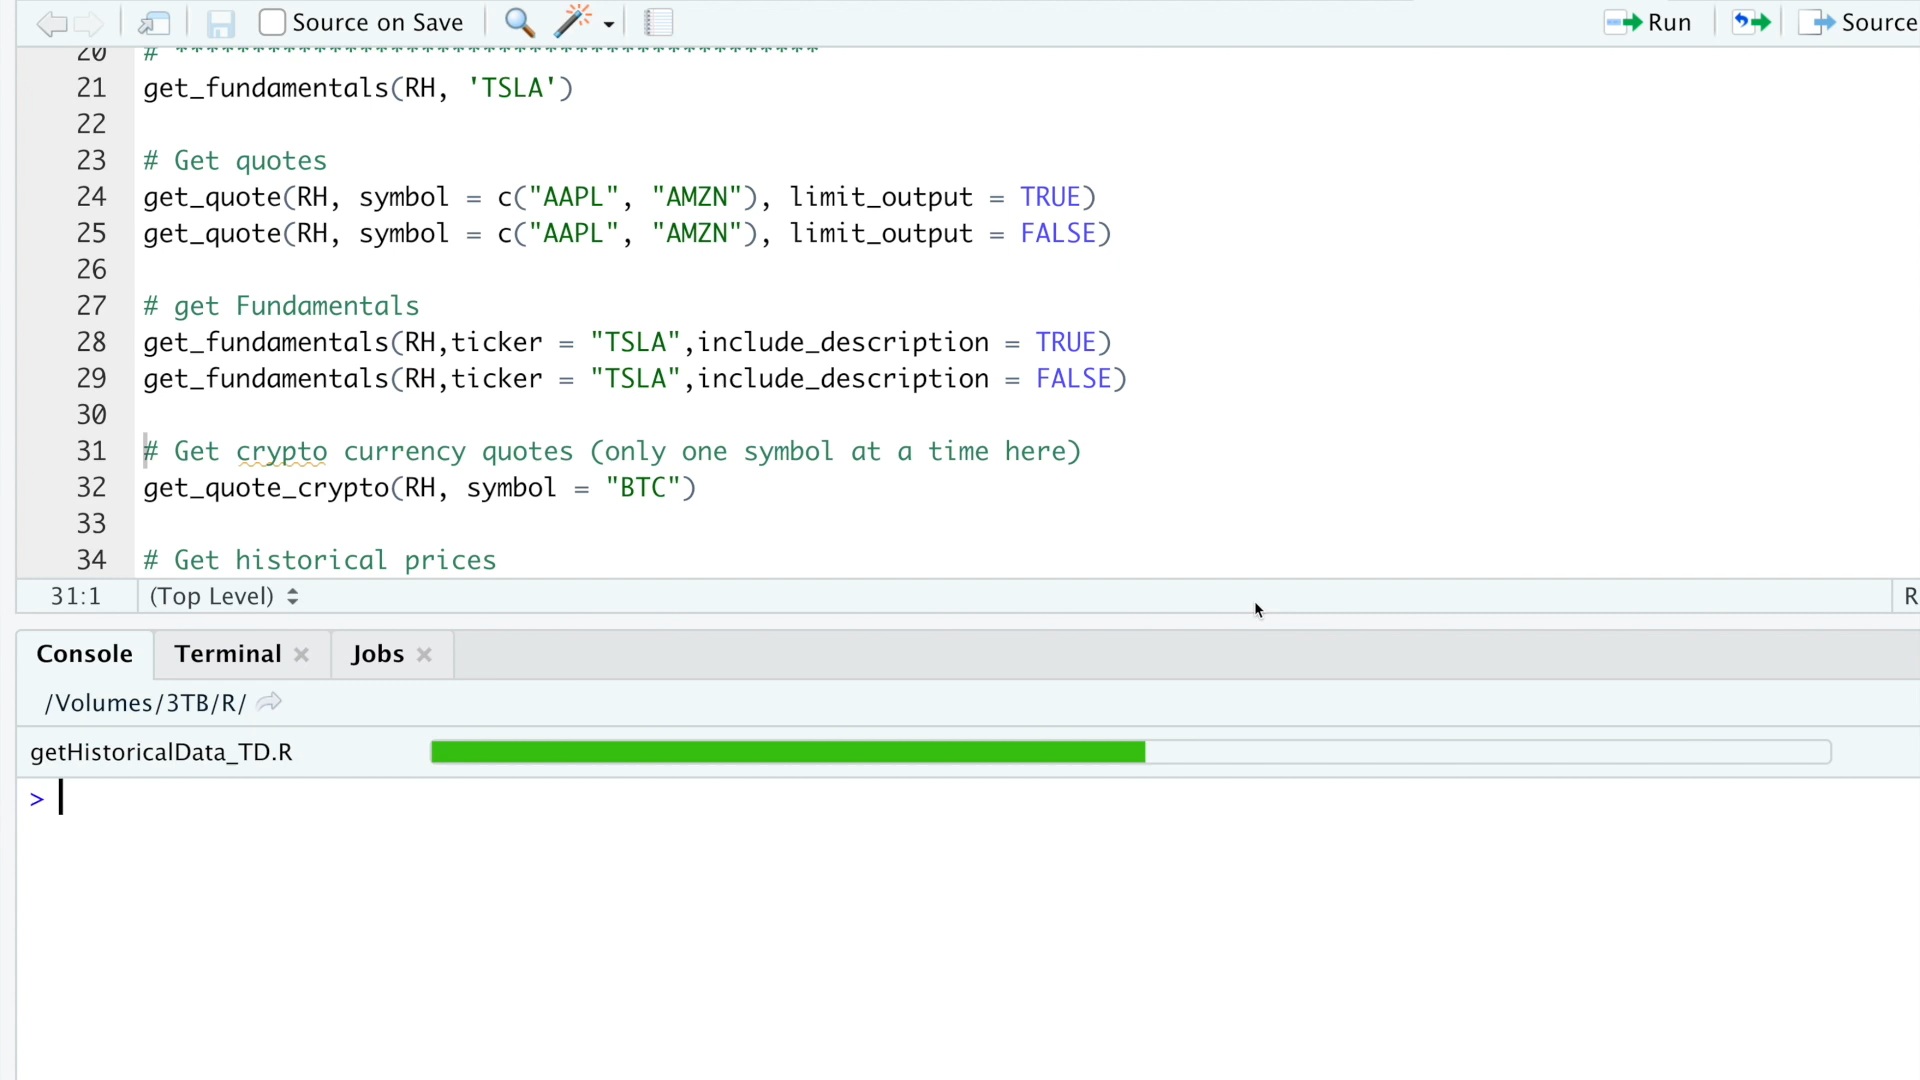 Source on Save
Run
Source
20 # ******************************************
21 get_fundamentals(RH, 'TSLA')
22
23 # Get quotes
24 get_quote(RH, symbol = c("AAPL", "AMZN"), limit_output = TRUE)
25 get_quote(RH, symbol = c("AAPL", "AMZN"), limit_output = FALSE)
26
27 # get Fundamentals
28 get_fundamentals(RH,ticker = "TSLA",include_description = TRUE)
29 get_fundamentals(RH,ticker = "TSLA",include_description = FALSE)
30
31 # Get crypto currency quotes (only one symbol at a time here)
32 get_quote_crypto(RH, symbol = "BTC")
33
34 # Get historical prices
31:1 (Top Level) R
Console Terminal Jobs
/Volumes/3TB/R/
getHistoricalData_TD.R
>